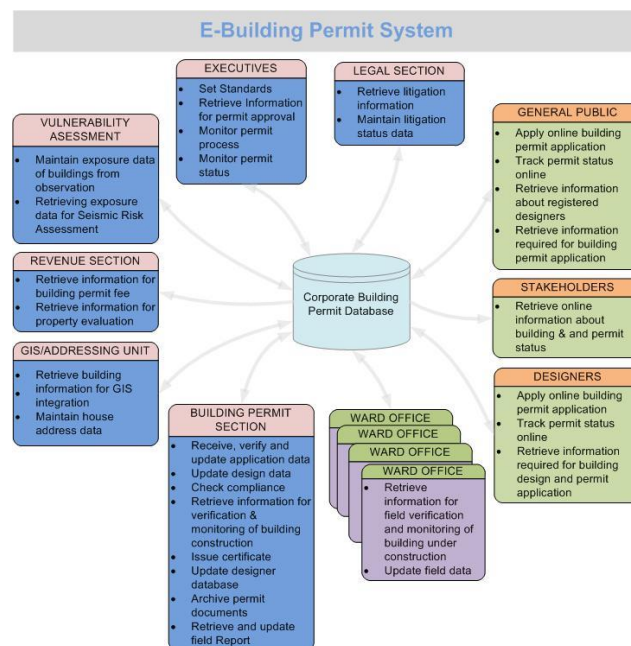 E-Building Permit System
EXECUTIVES
• Set Standards
• Retrieve Information
for permit approval
• Monitor permit
process
• Monitor permit
status
LEGAL SECTION
• Retrieve litigation
information
• Maintain litigation
status data
VULNERABILITY
ASESSMENT
• Maintain exposure data
of buildings from
observation
• Retrieving exposure
data for Seismic Risk
Assessment
GENERAL PUBLIC
• Apply online building
permit application
• Track permit status
online
• Retrieve information
about registered
designers
• Retrieve information
required for building
permit application
REVENUE SECTION
• Retrieve information for
building permit fee
• Retrieve information for
property evaluation
Corporate Building
Permit Database
STAKEHOLDERS
• Retrieve online
information about
building & and permit
status
GIS/ADDRESSING UNIT
• Retrieve building
• information for GIS
integration
• Maintain house
address data
DESIGNERS
• Apply online building
permit application
• Track permit status
online
• Retrieve information
required for building
design and permit
application
BUILDING PERMIT
SECTION
• Receive, verify and
update application data
• Update design data
• Check compliance
• Retrieve information for
verification &
monitoring of building
construction
• Issue certificate
• Update designer
database
• Archive permit
documents
• Retrieve and update
field Report
WARD OFFICE
WARD OFFICE
WARD OFFICE
WARD OFFICE
• Retrieve
information for
field verification
and monitoring of
building under
construction
• Update field data